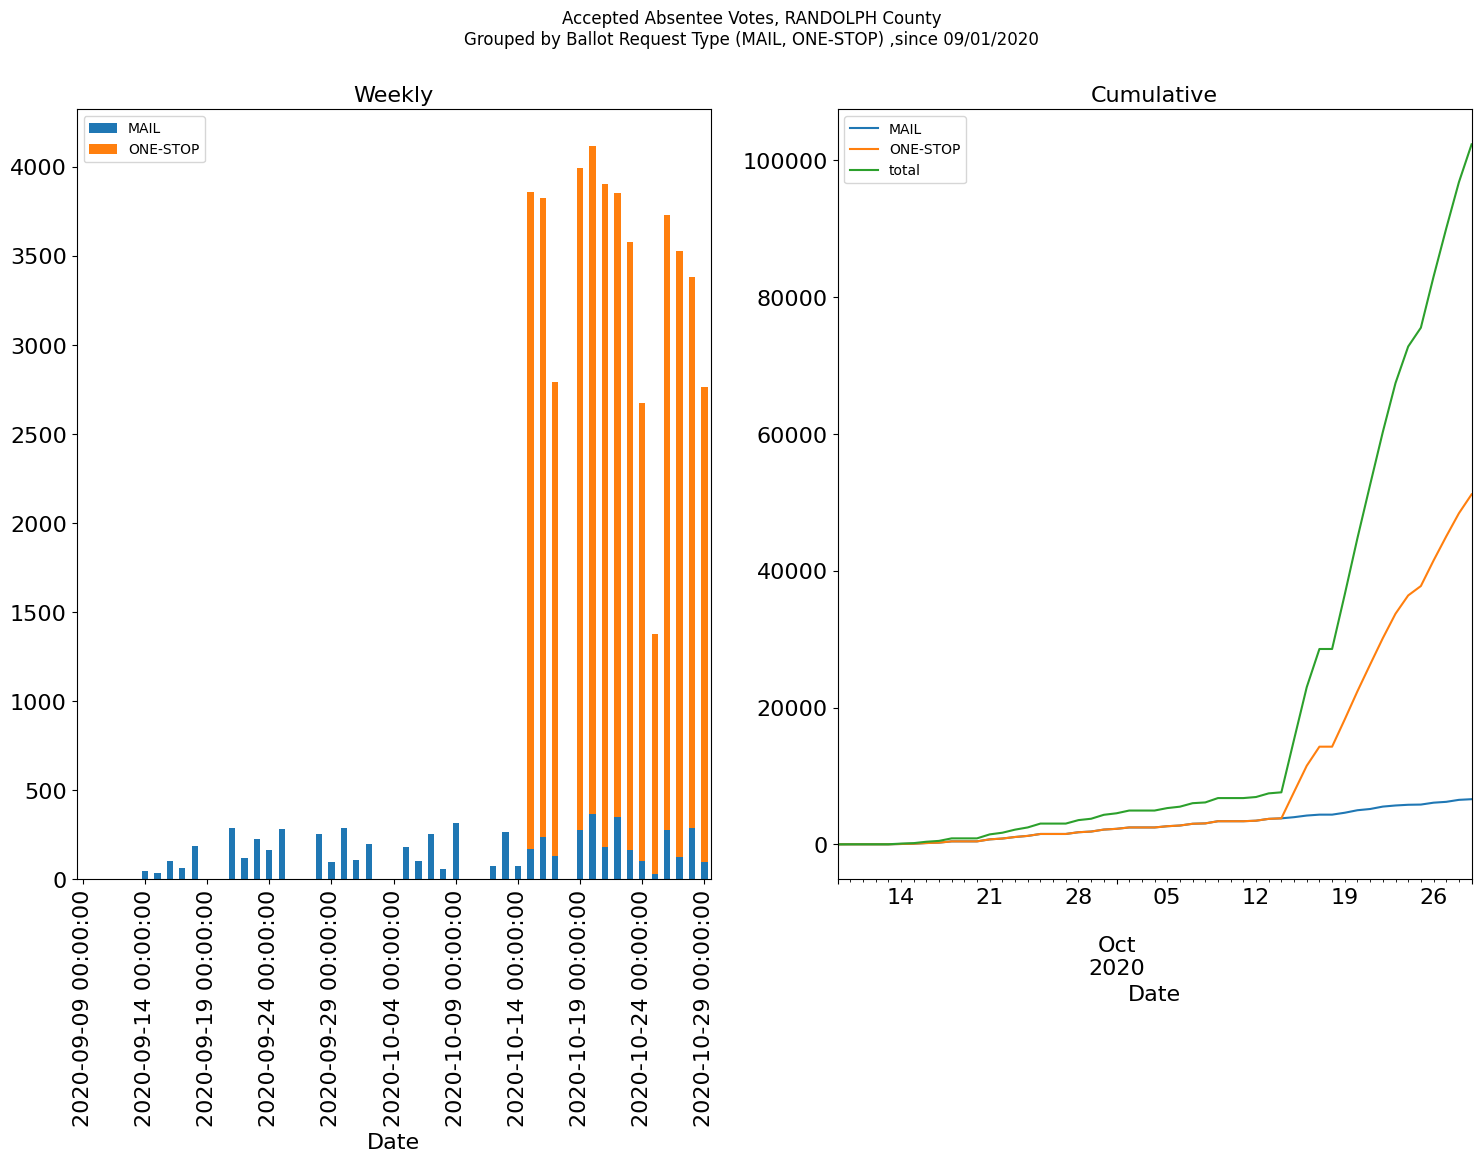 Accepted Absentee Votes, RANDOLPH County
Grouped by Ballot Request Type (MAIL, ONE-STOP) ,since 09/01/2020
Weekly
MAIL
ONE-STOP
4000
3500
3000
2500
2000
1500
1000
500
0
2020-09-09 00:00:00
2020-09-14 00:00:00
2020-09-19 00:00:00
2020-09-24 00:00:00
2020-09-29 00:00:00
2020-10-04 00:00:00
2020-10-09 00:00:00
2020-10-14 00:00:00
2020-10-19 00:00:00
2020-10-24 00:00:00
2020-10-29 00:00:00
Date
Cumulative
MAIL
ONE-STOP
total
100000
80000
60000
40000
20000
0
14 21 28 05 12 19 26
Oct
2020
Date